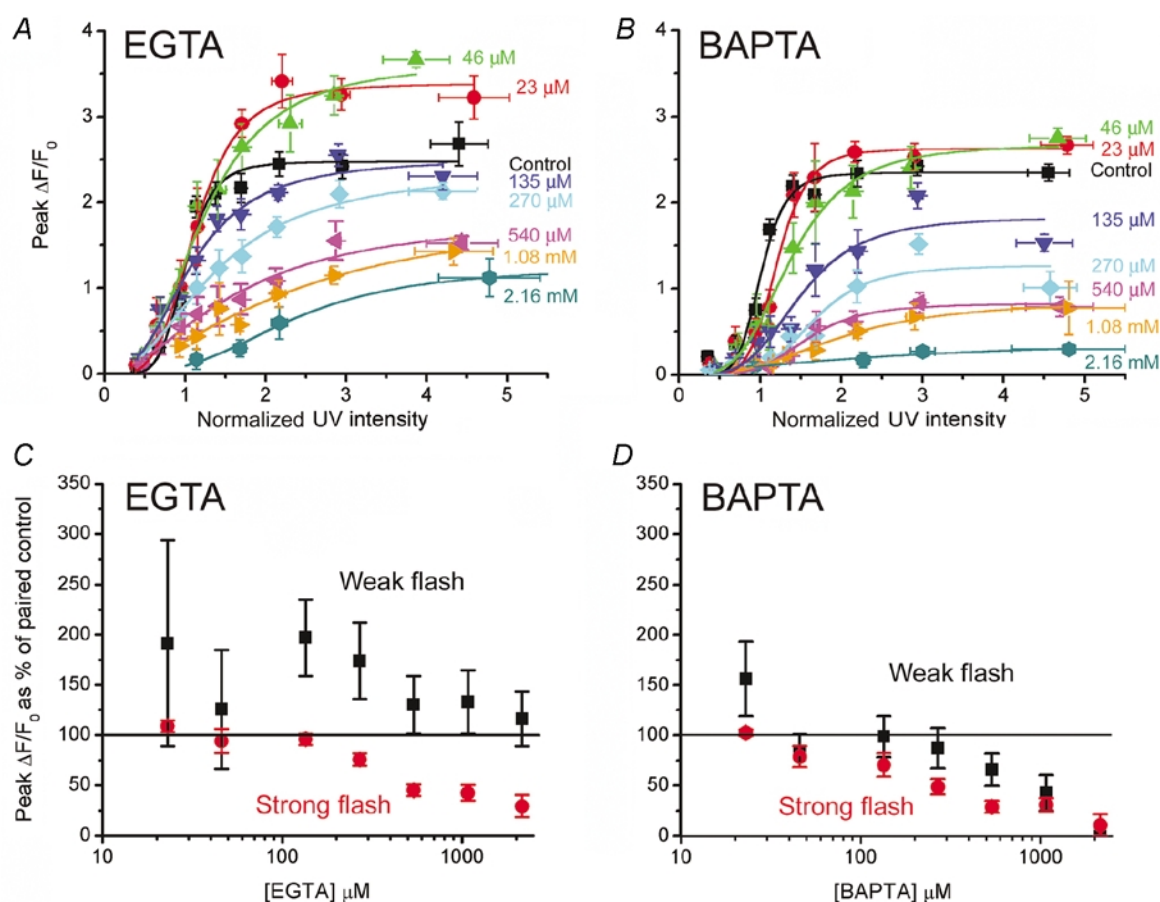 A
EGTA
Peak ΔF/F0
4
3
2
1
0
46 µM
23 µM
Control
135 µM
270 µM
540 µM
1.08 mM
2.16 mM
0 1 2 3 4 5
Normalized UV intensity
B
BAPTA
4
3
2
1
0
46 µM
23 µM
Control
135 µM
270 µM
540 µM
1.08 mM
2.16 mM
0 1 2 3 4 5
Normalized UV intensity
C
EGTA
Peak ΔF/F0 as % of paired control
350
300
250
200
150
100
50
0
Weak flash
Strong flash
10 100 1000
[EGTA] µM
D
BAPTA
350
300
250
200
150
100
50
0
Weak flash
Strong flash
10 100 1000
[BAPTA] µM